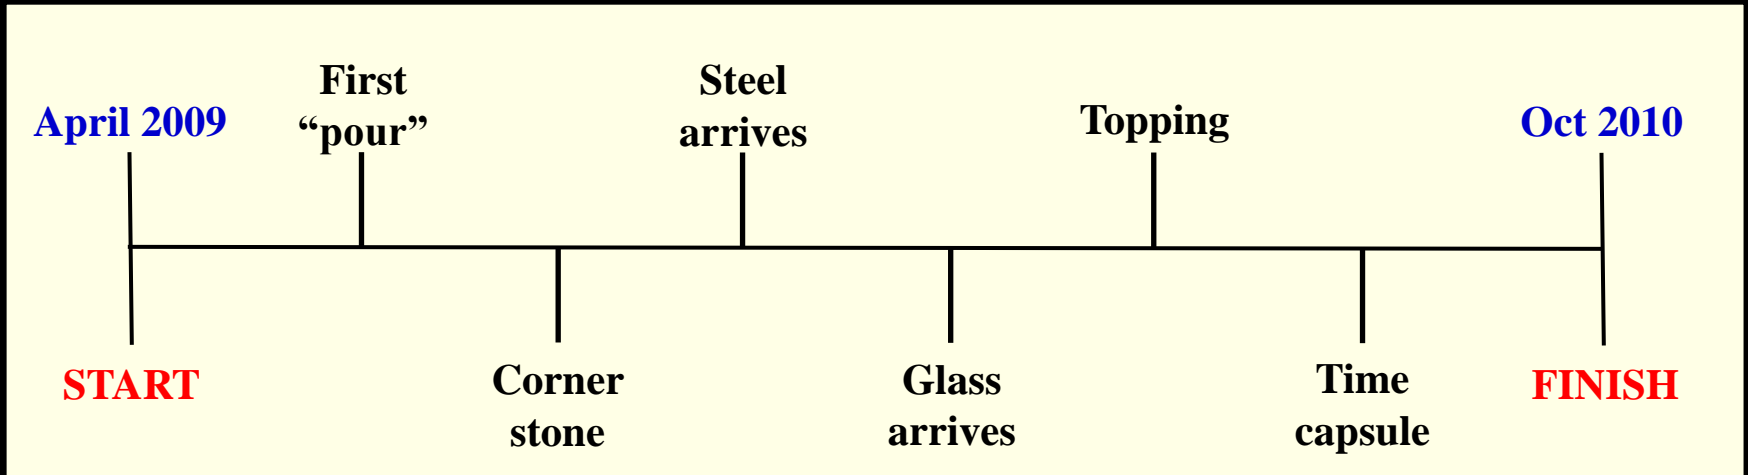 April 2009
First
“pour”
Steel
arrives
Topping
Oct 2010
START
Corner
stone
Glass
arrives
Time
capsule
FINISH